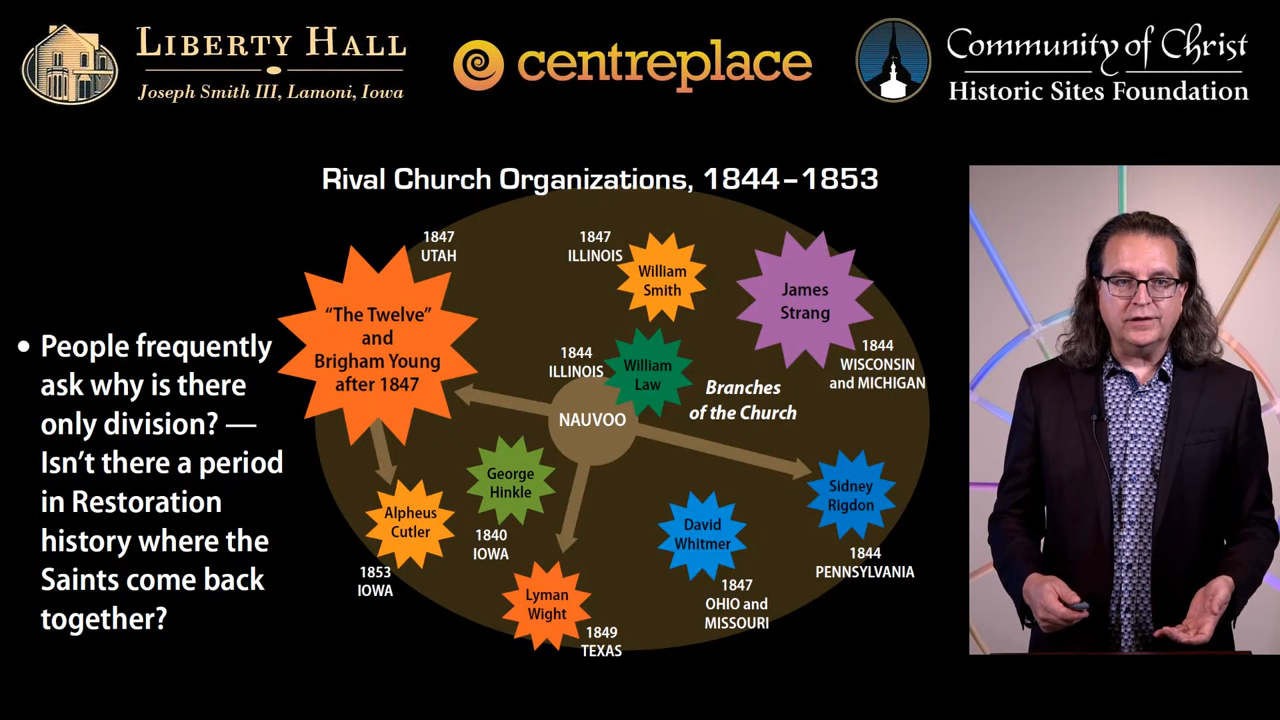 LIBERTY HALL
Joseph Smith III, Lamoni, Iowa
centreplace
Community of Christ
Historic Sites Foundation
Rival Church Organizations, 1844–1853
• People frequently
ask why is there
only division? —
Isn’t there a period
in Restoration
history where the
Saints come back
together?
1847
UTAH
“The Twelve”
and
Brigham Young
after 1847
1847
ILLINOIS
William
Smith
James
Strang
1844
WISCONSIN
and MICHIGAN
1844
ILLINOIS
William
Law
Branches
of the Church
NAUVOO
George
Hinkle
1840
IOWA
Alpheus
Cutler
1853
IOWA
Lyman
Wight
1849
TEXAS
David
Whitmer
1847
OHIO and
MISSOURI
Sidney
Rigdon
1844
PENNSYLVANIA